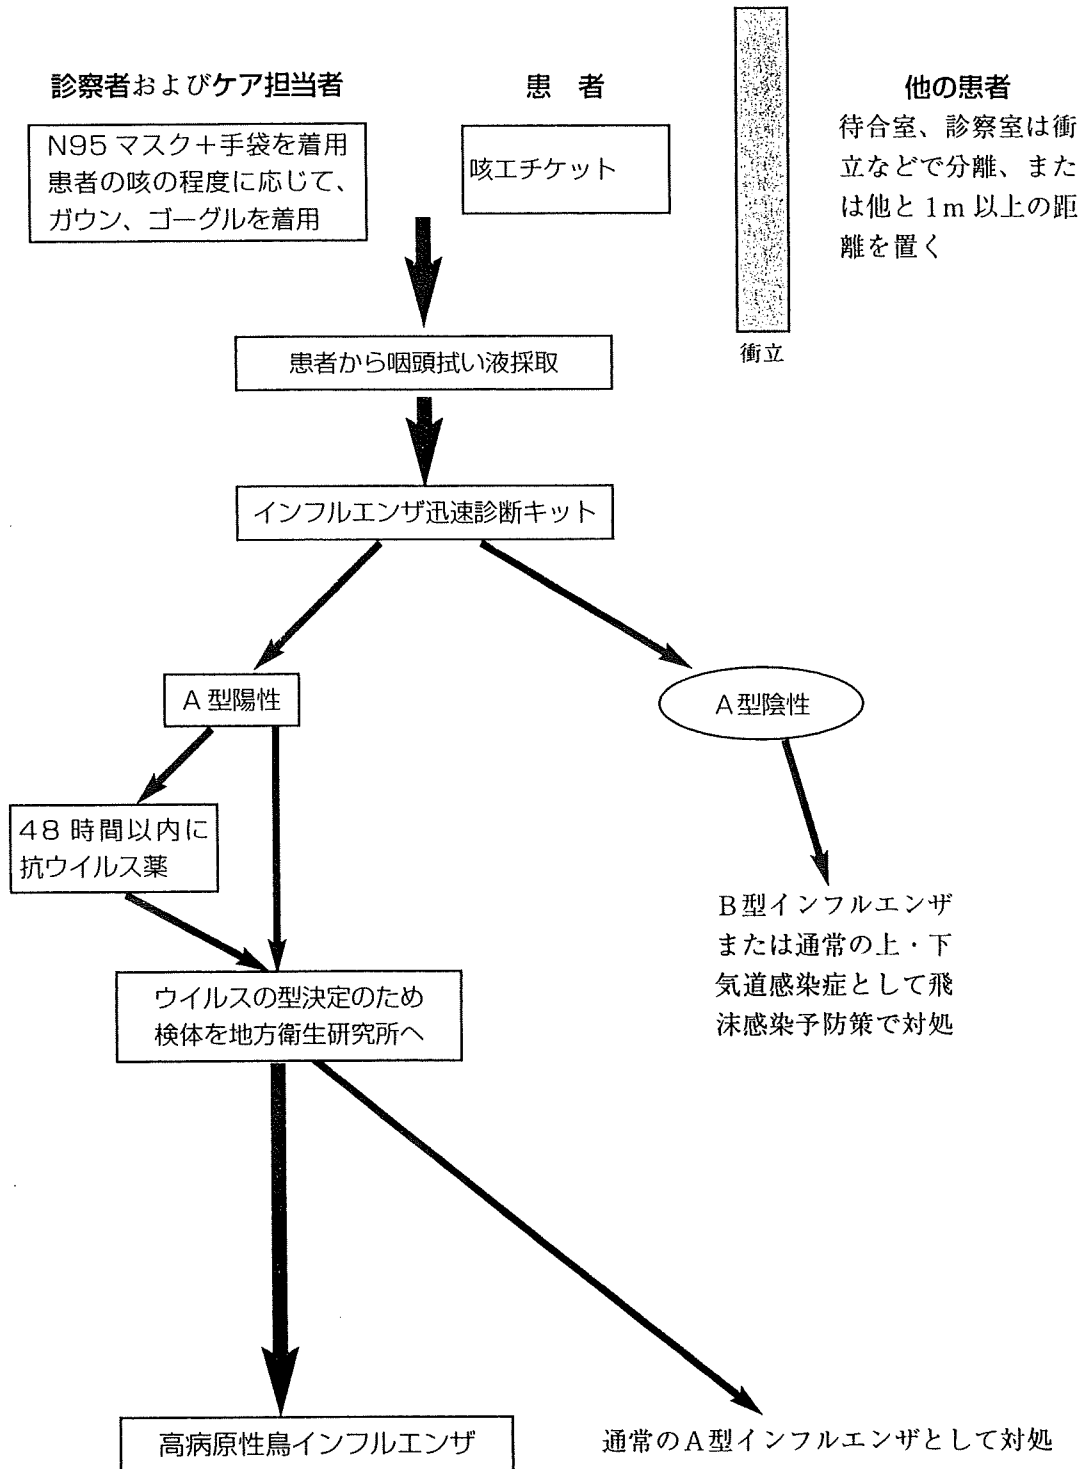 診察者およびケア担当者
N95 マスク＋手袋を着用
患者の咳の程度に応じて、
ガウン、ゴーグルを着用
患 者
咳エチケット
他の患者
待合室、診察室は衝
立などで分離、また
は他と1m 以上の距
離を置く
衝立
患者から咽頭拭い液採取
インフルエンザ迅速診断キット
A 型陽性
A型陰性
48 時間以内に
抗ウイルス薬
B型インフルエンザ
または通常の上・下
気道感染症として飛
沫感染予防策で対処
ウイルスの型決定のため
検体を地方衛生研究所へ
高病原性鳥インフルエンザ
通常のA型インフルエンザとして対処